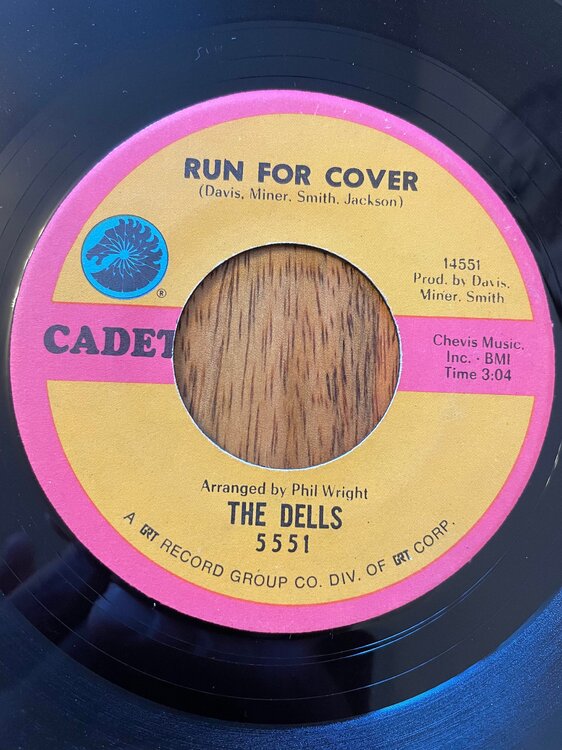 RUN FOR COVER
(Davis, Miner, Smith, Jackson)
14551
Prod. by Davis,
Miner, Smith
®
CADET
Chevis Music,
Inc. - BMI
Time 3:04
Arranged by Phil Wright
THE DELLS
5551
A GRT RECORD GROUP CO. DIV. OF GRT CORP.